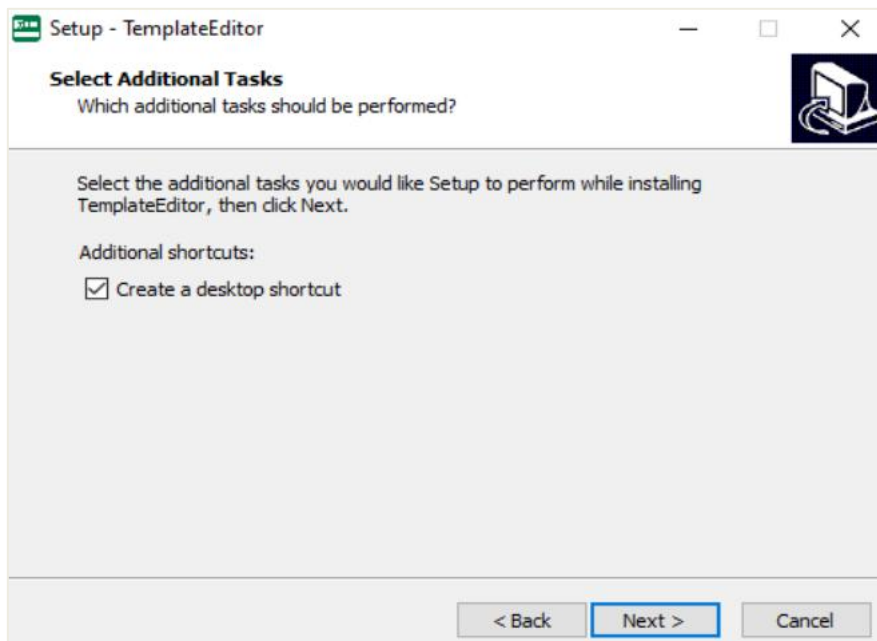 Setup - TemplateEditor
Select Additional Tasks
Which additional tasks should be performed?
Select the additional tasks you would like Setup to perform while installing
TemplateEditor, then click Next.
Additional shortcuts:
Create a desktop shortcut
< Back Next > Cancel